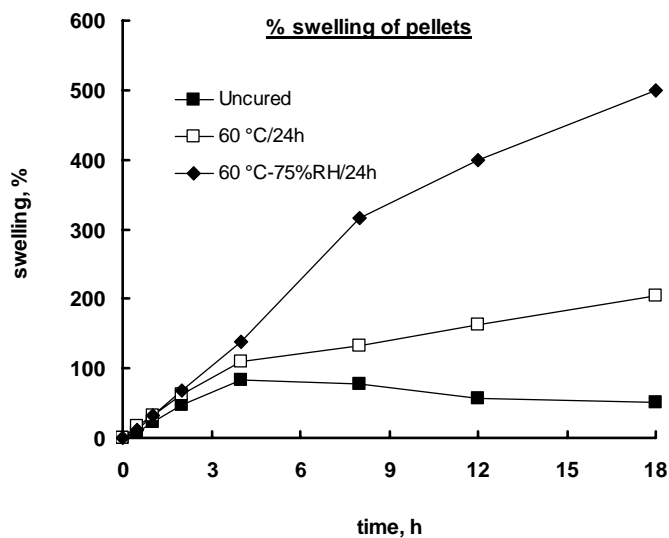 % swelling of pellets
600
500
400
300
200
100
0
swelling, %
Uncured
60 °C/24h
60 °C-75%RH/24h
0 3 6 9 12 15 18
time, h